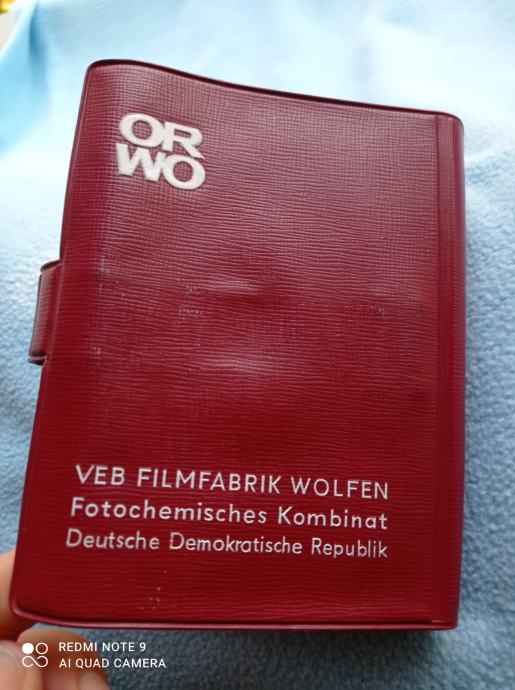 OR
WO
VEB FILMFABRIK WOLFEN
Fotochemisches Kombinat
Deutsche Demokratische Republik
REDMI NOTE 9
AI QUAD CAMERA